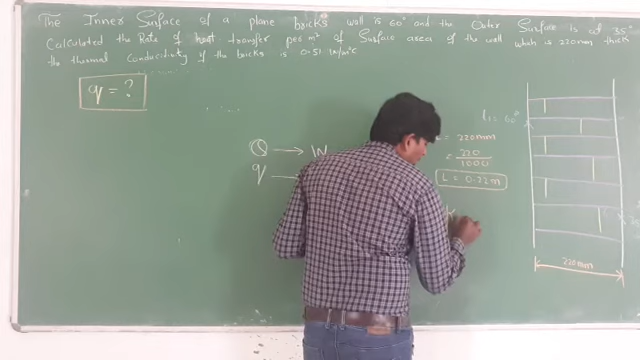 The Inner Surface of a plane bricks wall is 60° and the Outer Surface is at 35°
Calculated the Rate of heat transfer per m² of Surface area of the wall which is 220mm thick
the thermal Conductivity of the bricks is 0.51 W/m°C
q = ?
Q → W
q →
= 220mm
= 220/1000
L = 0.22m
t1 = 60°
220mm